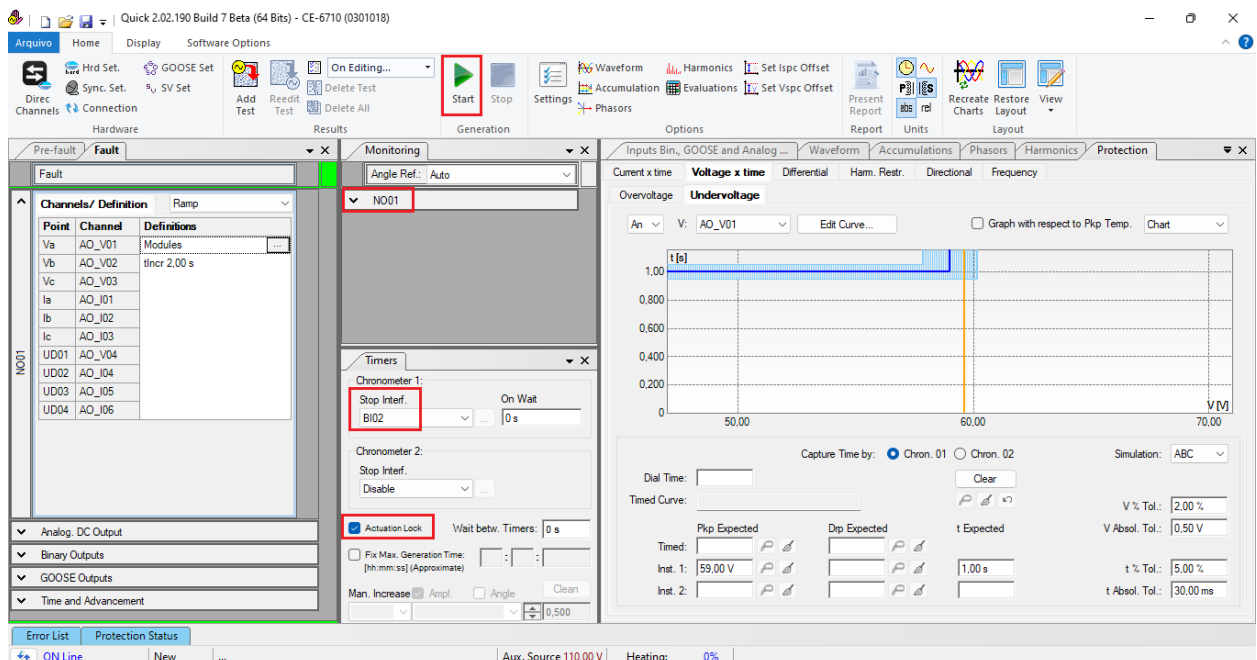 Quick 2.02.190 Build 7 Beta (64 Bits) - CE-6710 (0301018)
Arquivo Home Display Software Options
Direc Channels
Hrd Set.
Sync. Set.
Connection
GOOSE Set
SV Set
Hardware
Add Test
Reedit Test
On Editing...
Delete Test
Delete All
Results
Start Stop
Generation
Settings
Waveform Harmonics Set Ispc Offset
Accumulation Evaluations Set Vspc Offset
Phasors
Options
Present Report
Report
abs rel
Units
Recreate Charts
Restore Layout
View
Layout
Pre-fault Fault
Fault
NO01
Channels/ Definition Ramp
Point Channel Definitions
Va AO_V01 Modules ...
Vb AO_V02 tIncr 2,00 s
Vc AO_V03
Ia AO_I01
Ib AO_I02
Ic AO_I03
UD01 AO_V04
UD02 AO_I04
UD03 AO_I05
UD04 AO_I06
Analog. DC Output
Binary Outputs
GOOSE Outputs
Time and Advancement
Monitoring
Angle Ref.: Auto
NO01
Timers
Chronometer 1:
Stop Interf. On Wait
BI02 ... 0 s
Chronometer 2:
Stop Interf.
Disable ...
Actuation Lock Wait betw. Timers: 0 s
Fix Max. Generation Time:
[hh:mm:ss] (Approximate) : :
Man. Increase Ampl. Angle Clean
0,500
Inputs Bin., GOOSE and Analog ... Waveform Accumulations Phasors Harmonics Protection
Current x time Voltage x time Differential Harm. Restr. Directional Frequency
Overvoltage Undervoltage
An V: AO_V01 Edit Curve... Graph with respect to Pkp Temp. Chart
t [s]
1,00
0,800
0,600
0,400
0,200
0
V [V]
50,00 60,00 70,00
Capture Time by: Chron. 01 Chron. 02 Simulation: ABC
Dial Time: Clear
Timed Curve: V % Tol.: 2,00 %
Pkp Expected Drp Expected t Expected V Absol. Tol.: 0,50 V
Timed:
Inst. 1: 59,00 V 1,00 s t % Tol.: 5,00 %
Inst. 2: t Absol. Tol.: 30,00 ms
Error List Protection Status
ON Line New ... Aux. Source 110.00 V Heating: 0%